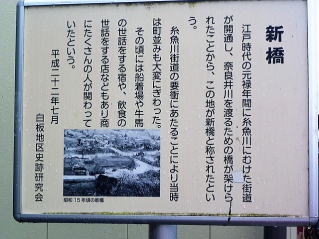 新橋
江戸時代の元禄年間に糸魚川にむけた街道
が開通し、奈良井川を渡るための橋が架けら
れたことから、この地が新橋と称されたとい
う。
糸魚川街道の要衝にあたることにより当時
は町並みも大変にぎわった。
その頃には船着場や牛馬
の世話をする宿や、飲食の
世話をする店などもあり商
にたくさんの人が関わって
いたという。
平成二十二年七月
白板地区史跡研究会
昭和15年頃の新橋